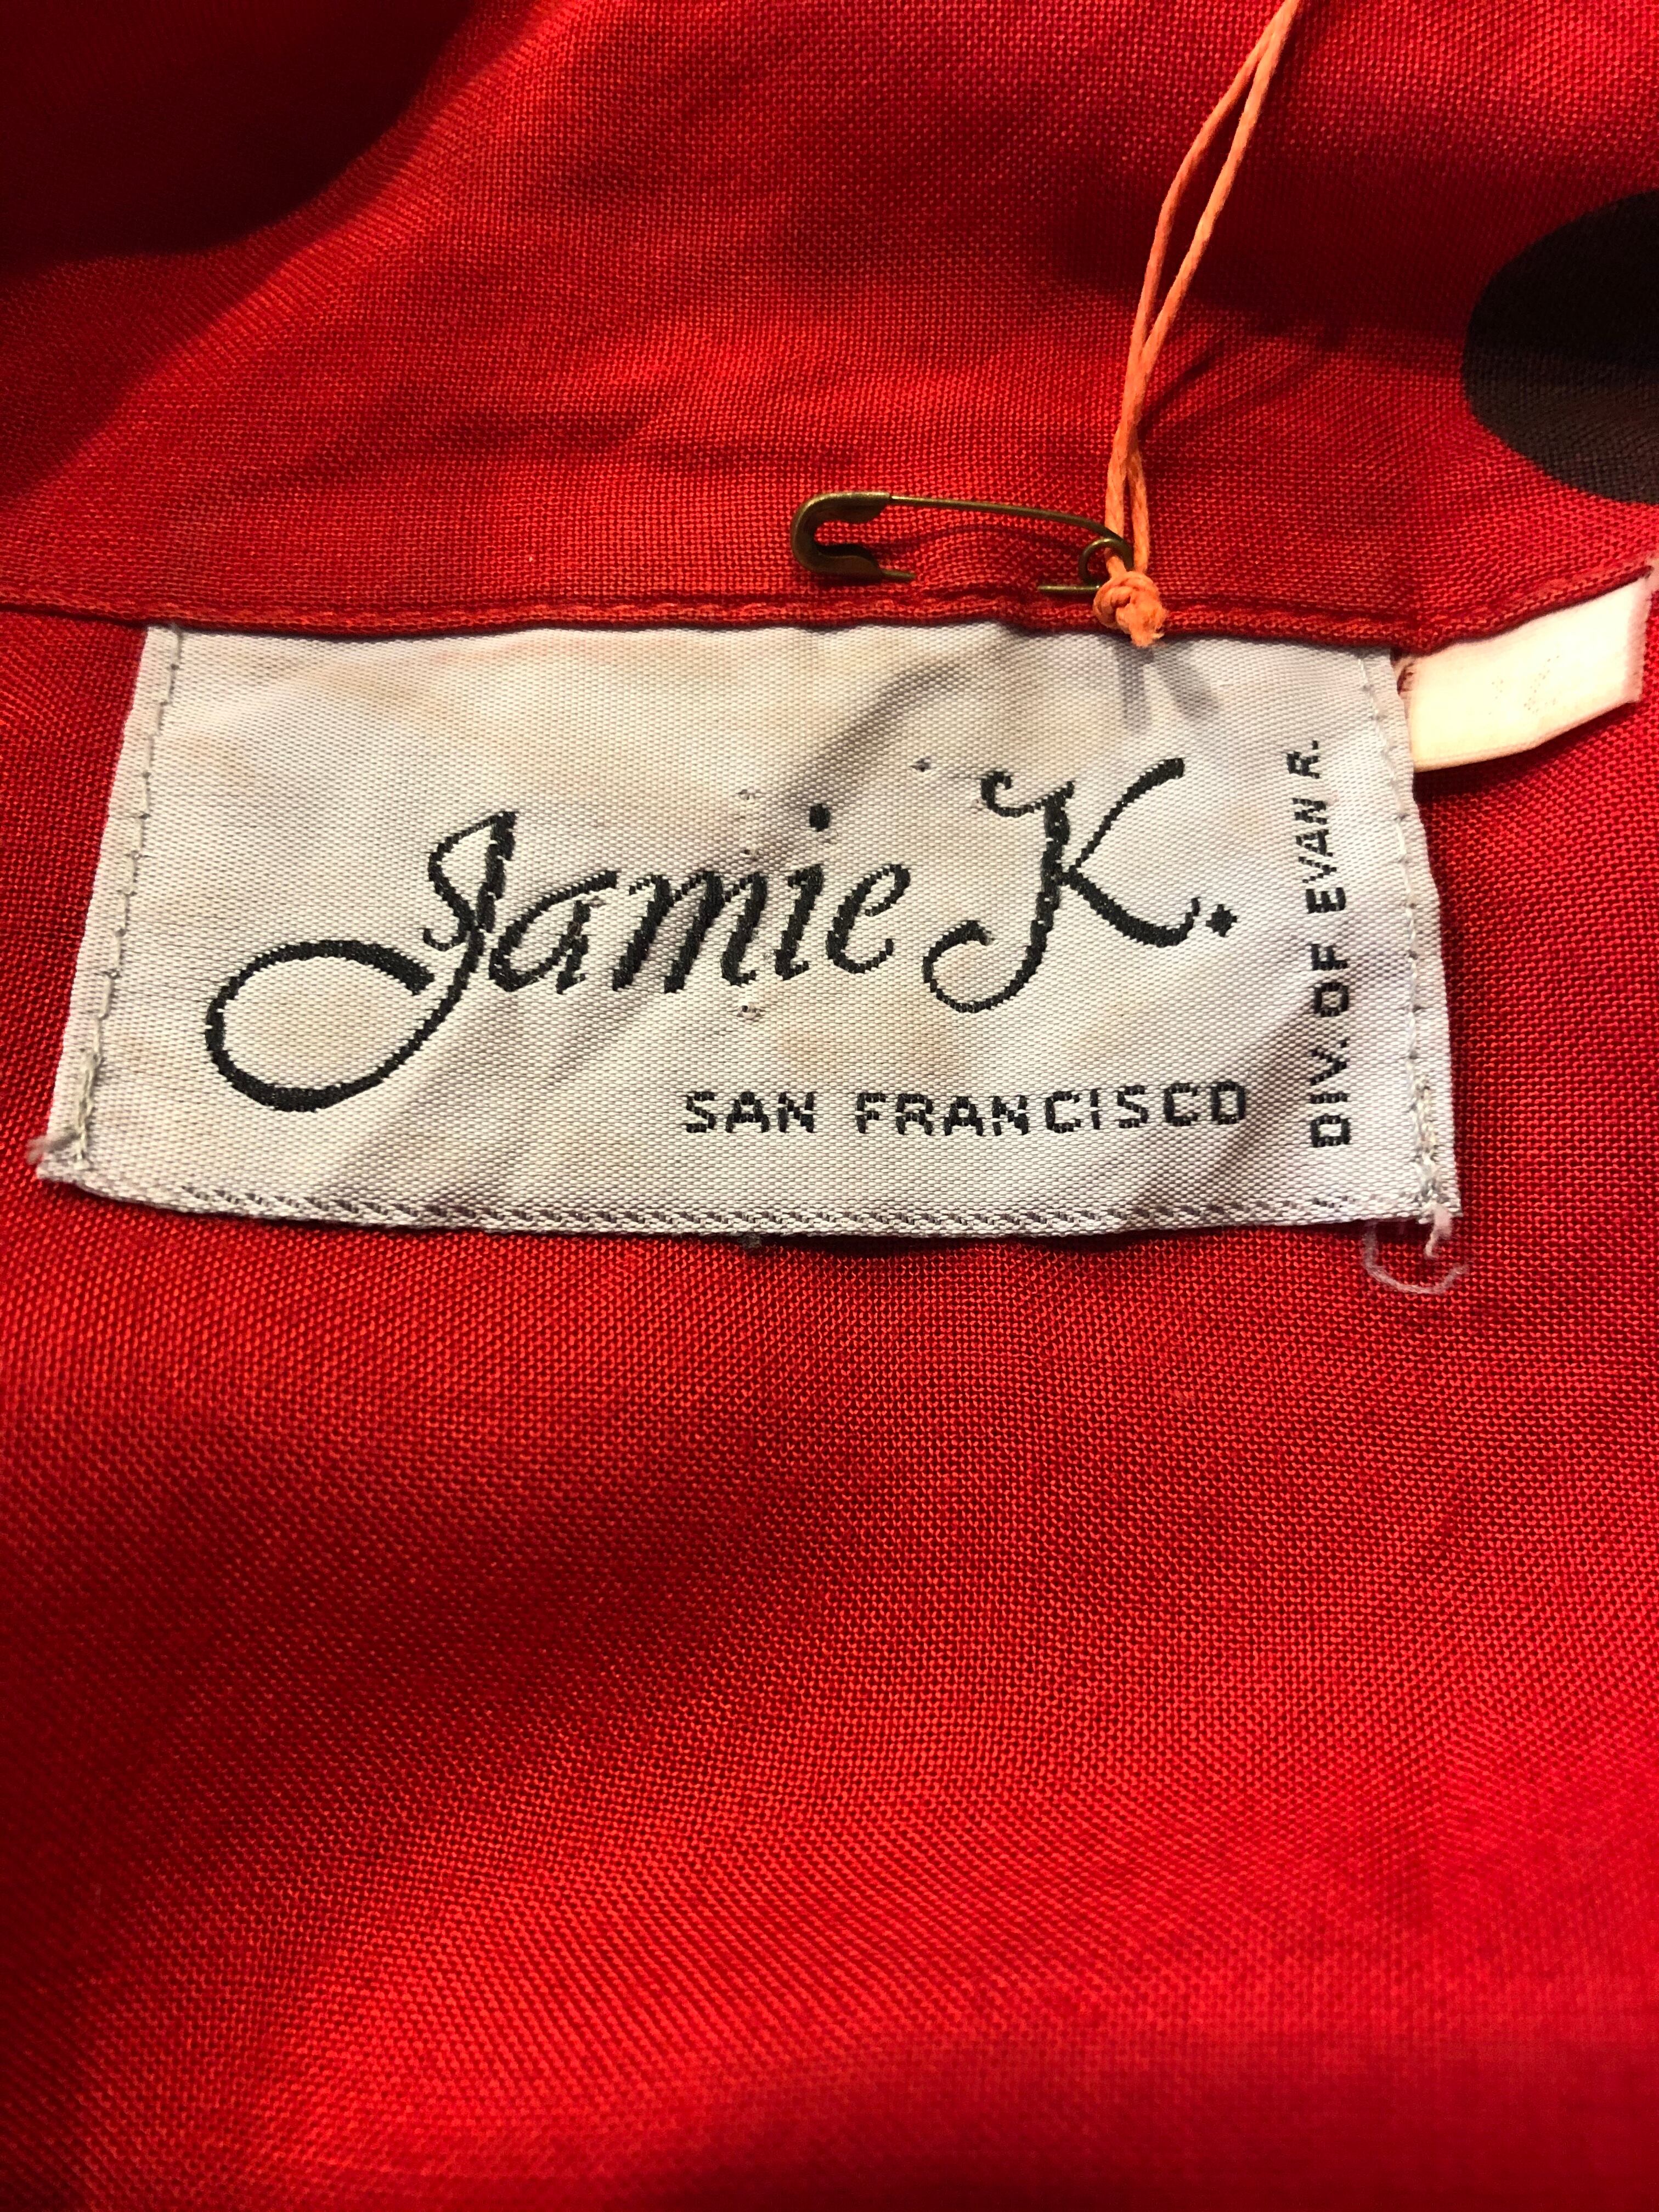 Jamie K.
SAN FRANCISCO
DIV. OF EVAN R.